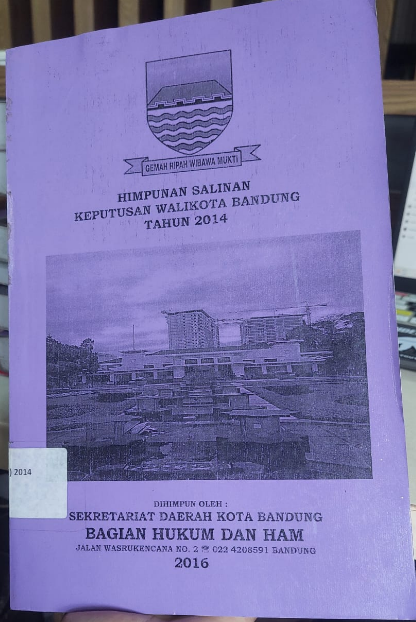 GEMAH RIPAH WIBAWA MUKTI
HIMPUNAN SALINAN
KEPUTUSAN WALIKOTA BANDUNG
TAHUN 2014
) 2014
DIHIMPUN OLEH :
SEKRETARIAT DAERAH KOTA BANDUNG
BAGIAN HUKUM DAN HAM
JALAN WASRUKENCANA NO. 2 ☎ 022 4208591 BANDUNG
2016